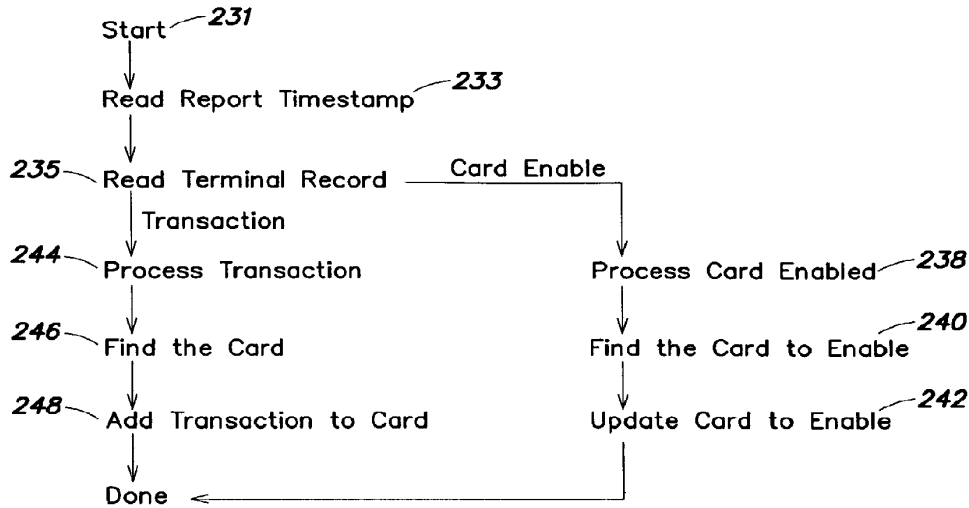 Start 231
Read Report Timestamp 233
235 Read Terminal Record Card Enable
Transaction
244 Process Transaction Process Card Enabled 238
246 Find the Card Find the Card to Enable 240
248 Add Transaction to Card Update Card to Enable 242
Done